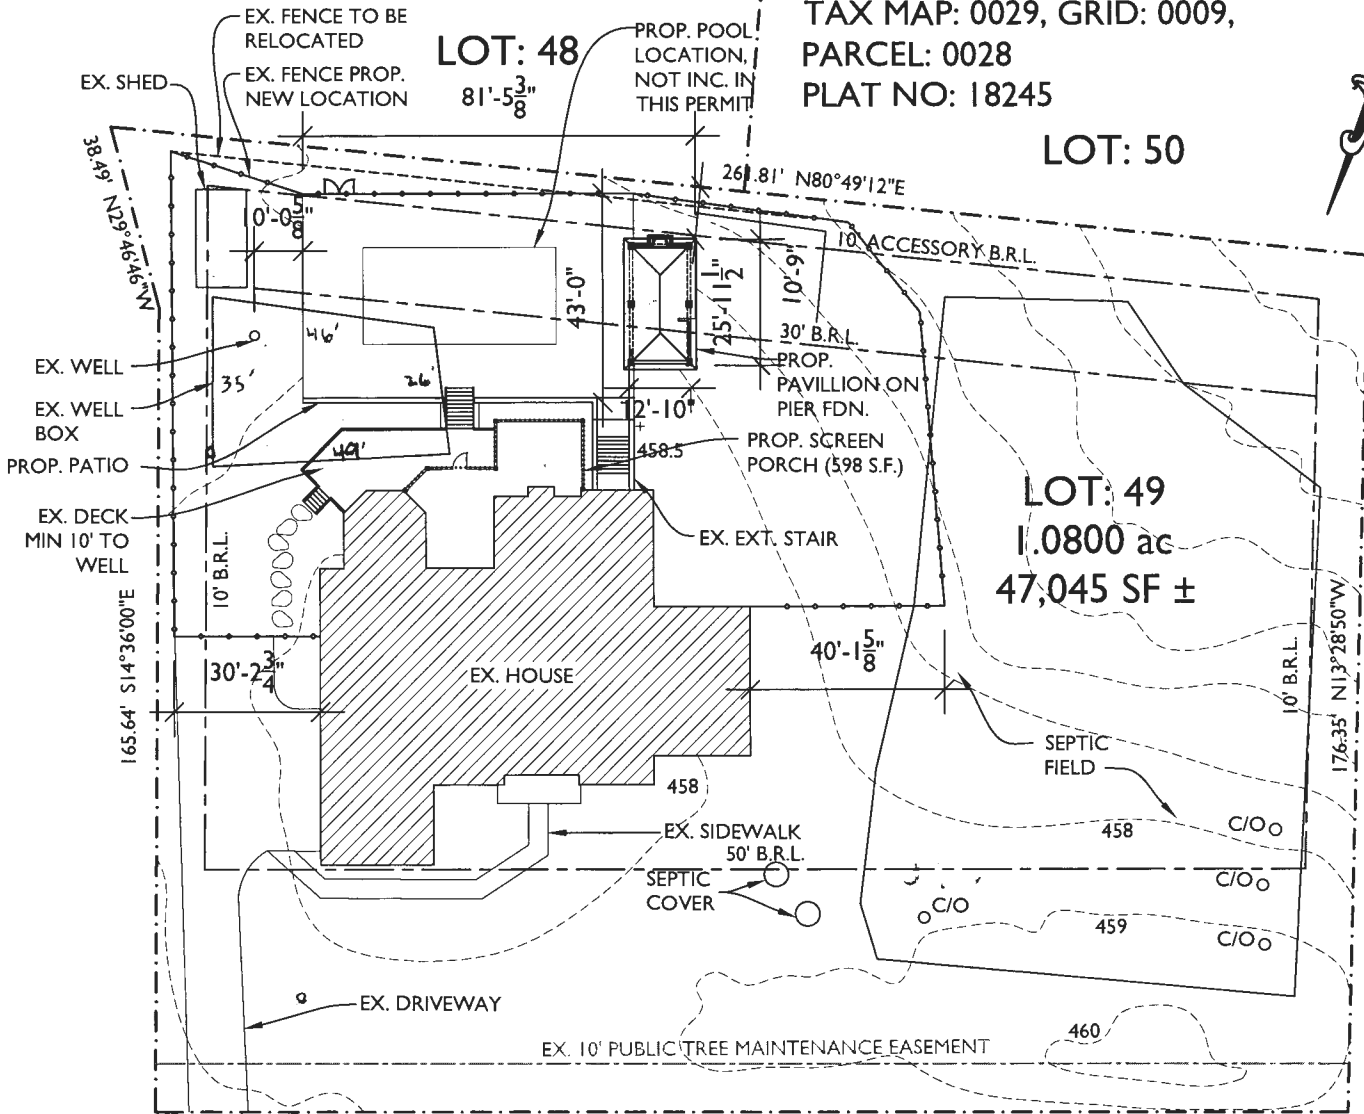 EX. FENCE TO BE
RELOCATED
EX. FENCE PROP.
NEW LOCATION
EX. SHED
LOT: 48
81'-5 3/8"
PROP. POOL
LOCATION,
NOT INC. IN
THIS PERMIT
TAX MAP: 0029, GRID: 0009,
PARCEL: 0028
PLAT NO: 18245
LOT: 50
38.49' N29°46'46"W
N80°49'12"E
10'-0 5/8"
10' ACCESSORY B.R.L.
43'-0"
25'-11 1/2"
10'-9"
30' B.R.L.
46'
26'
35'
49'
EX. WELL
EX. WELL
BOX
PROP. PATIO
EX. DECK
MIN 10' TO
WELL
PROP.
PAVILLION ON
PIER FDN.
12'-10"
458.5
PROP. SCREEN
PORCH (598 S.F.)
EX. EXT. STAIR
LOT: 49
1.0800 ac
47,045 SF ±
10' B.R.L.
165.64' S14°36'00"E
30'-2 3/4"
EX. HOUSE
40'-1 5/8"
SEPTIC
FIELD
10' B.R.L.
176.35' N13°28'50"W
458
458
EX. SIDEWALK
50' B.R.L.
SEPTIC
COVER
C/O
C/O
C/O
C/O
459
EX. DRIVEWAY
460
EX. 10' PUBLIC TREE MAINTENANCE EASEMENT